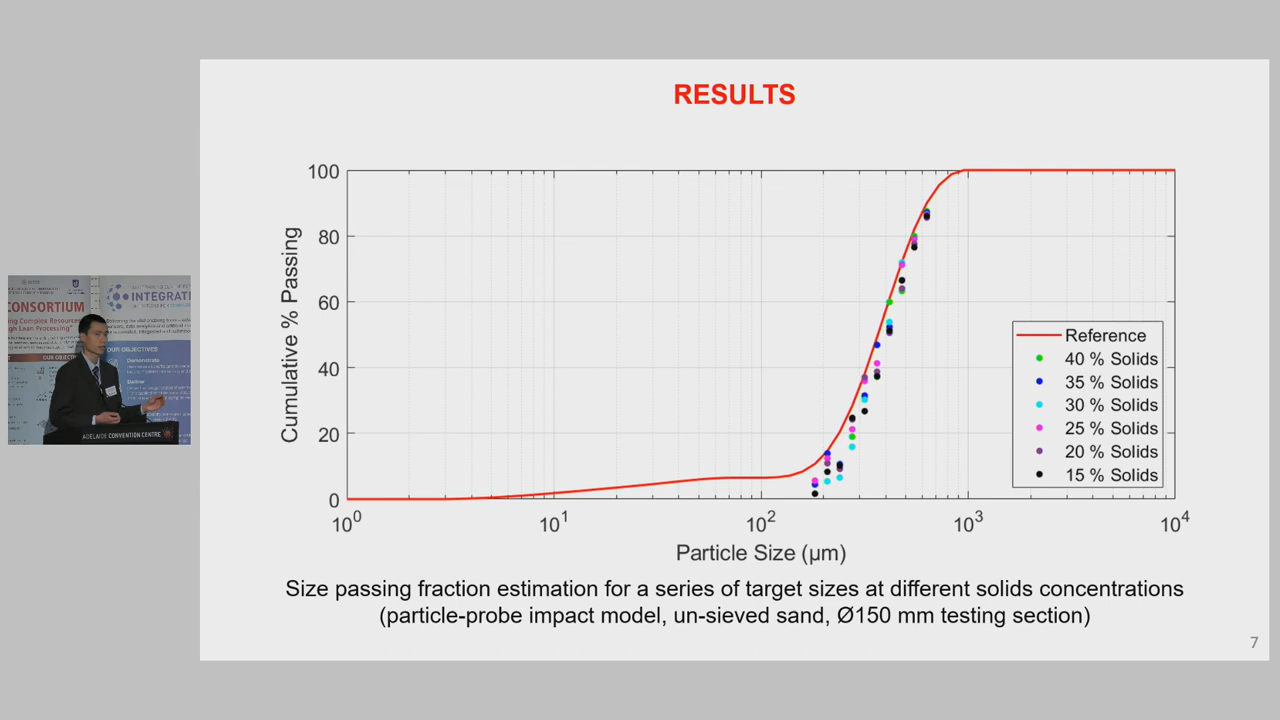 RESULTS
100
80
60
40
20
0
Cumulative % Passing
10^0
10^1
10^2
10^3
10^4
Particle Size (µm)
Reference
40 % Solids
35 % Solids
30 % Solids
25 % Solids
20 % Solids
15 % Solids
Size passing fraction estimation for a series of target sizes at different solids concentrations
(particle-probe impact model, un-sieved sand, Ø150 mm testing section)
7
CONSORTIUM
INTEGRATE
OUR OBJECTIVES
Demonstrate
ADELAIDE CONVENTION CENTRE